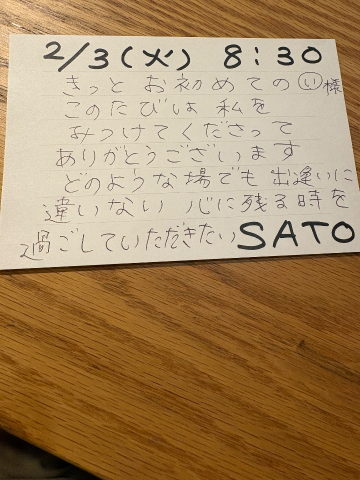 2/3(火) 8:30
きっと お初めての い様
このたびは 私を
みつけてくださって
ありがとうございます
どのような場でも 出逢いに
違いない 心に残る時を
過ごしていただきたい SATO